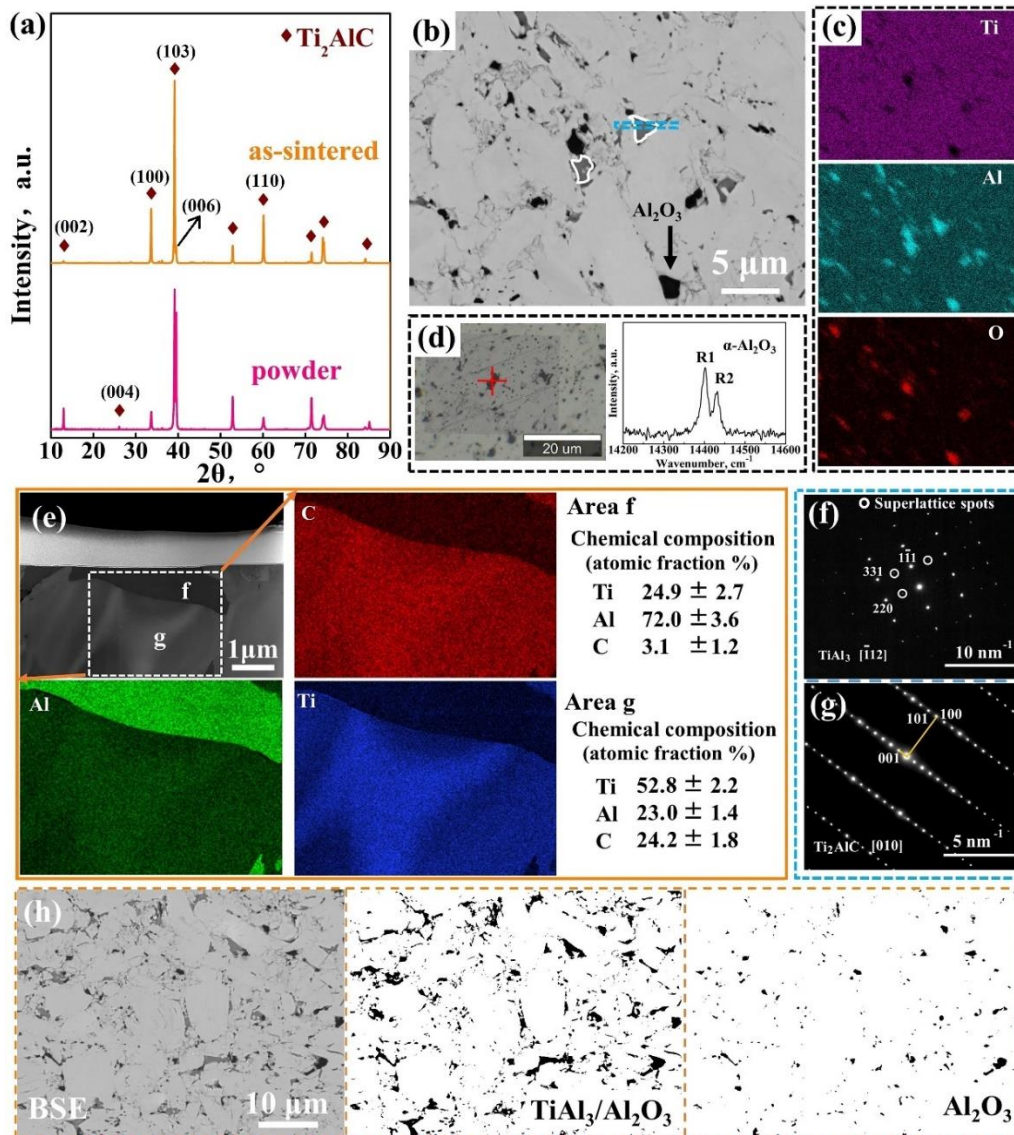 (a)
Ti₂AlC
(103)
as-sintered
(100)
(110)
(006)
(002)
powder
(004)
Intensity, a.u.
10 20 30 40 50 60 70 80 90
2θ, °
(b)
Al₂O₃
5 μm
(c)
Ti
Al
O
(d)
20 um
α-Al₂O₃
R1
R2
Intensity, a.u.
14200 14300 14400 14500 14600
Wavenumber, cm⁻¹
(e)
f
g
1μm
C
Al
Ti
Area f
Chemical composition
(atomic fraction %)
Ti 24.9 ± 2.7
Al 72.0 ± 3.6
C 3.1 ± 1.2
Area g
Chemical composition
(atomic fraction %)
Ti 52.8 ± 2.2
Al 23.0 ± 1.4
C 24.2 ± 1.8
(f)
Superlattice spots
11̄1
331
220
TiAl₃ [1̄12]
10 nm⁻¹
(g)
101 100
001
Ti₂AlC [010]
5 nm⁻¹
(h)
BSE
10 μm
TiAl₃/Al₂O₃
Al₂O₃